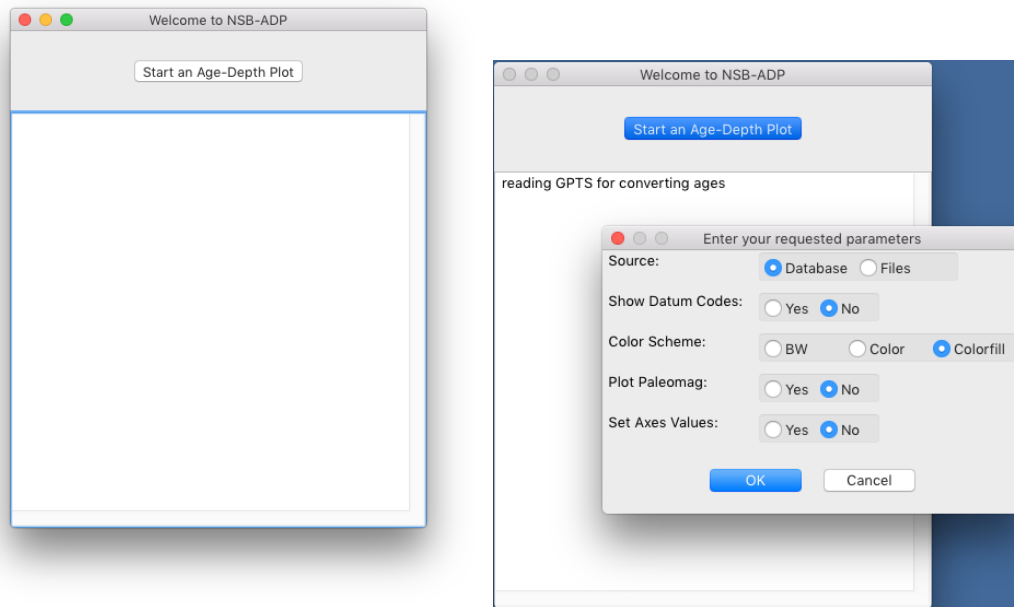 Welcome to NSB-ADP
Start an Age-Depth Plot
Welcome to NSB-ADP
Start an Age-Depth Plot
reading GPTS for converting ages
Enter your requested parameters
Source: Database Files
Show Datum Codes: Yes No
Color Scheme: BW Color Colorfill
Plot Paleomag: Yes No
Set Axes Values: Yes No
OK Cancel